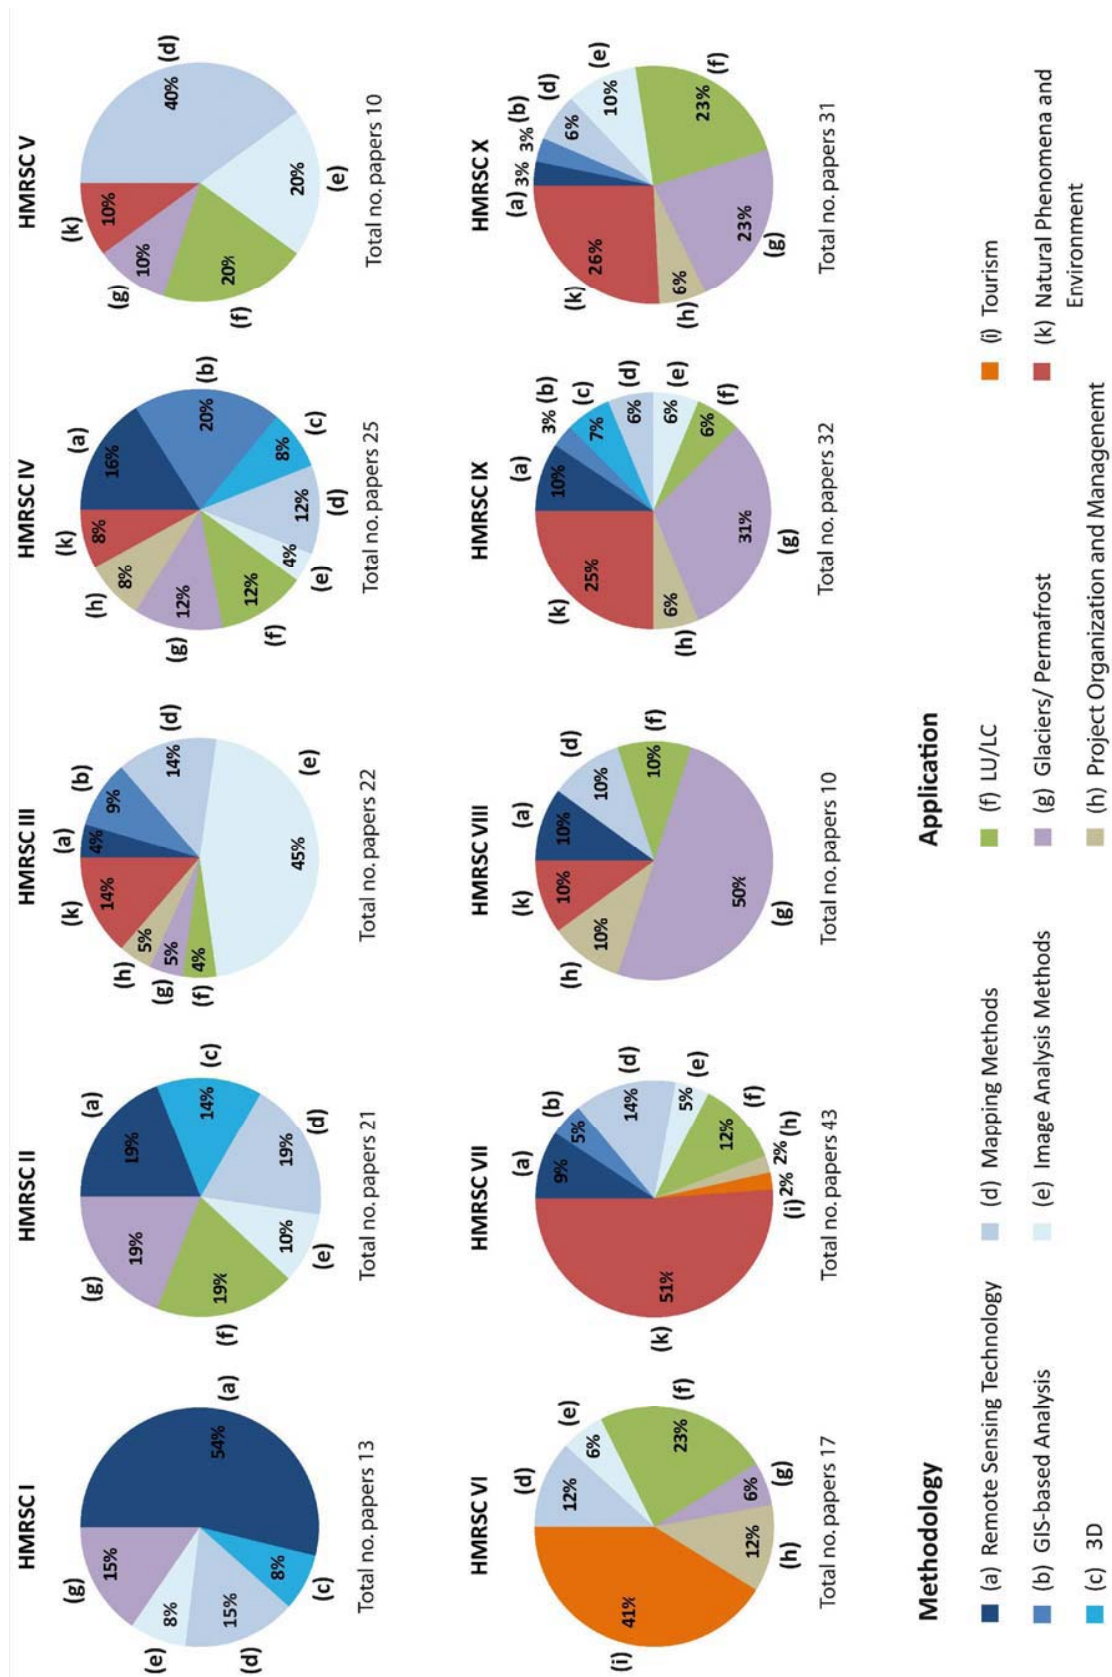 HMRSC I
(a)
54%
(c)
8%
(d)
15%
(e)
8%
(g)
15%
Total no. papers 13
HMRSC II
(a)
19%
(c)
14%
(d)
19%
(e)
10%
(f)
19%
(g)
19%
Total no. papers 21
HMRSC III
(a)
4%
(b)
9%
(d)
14%
(e)
45%
(f)
4%
(g)
5%
(h)
5%
(k)
14%
Total no. papers 22
HMRSC IV
(a)
16%
(b)
20%
(c)
8%
(d)
12%
(e)
4%
(f)
12%
(g)
12%
(h)
8%
(k)
8%
Total no. papers 25
HMRSC V
(d)
40%
(e)
20%
(f)
20%
(g)
10%
(k)
10%
Total no. papers 10
HMRSC VI
(d)
12%
(e)
6%
(f)
23%
(g)
6%
(h)
12%
(i)
41%
Total no. papers 17
HMRSC VII
(a)
9%
(b)
5%
(d)
14%
(e)
5%
(f)
12%
(h)
2%
(i)
2%
(k)
51%
Total no. papers 43
HMRSC VIII
(a)
10%
(d)
10%
(f)
10%
(g)
50%
(h)
10%
(k)
10%
Total no. papers 10
HMRSC IX
(a)
10%
(b)
3%
(c)
7%
(d)
6%
(e)
6%
(f)
6%
(g)
31%
(h)
6%
(k)
25%
Total no. papers 32
HMRSC X
(a)
3%
(b)
3%
(d)
6%
(e)
10%
(f)
23%
(g)
23%
(h)
6%
(k)
26%
Total no. papers 31
Methodology
(a) Remote Sensing Technology
(b) GIS-based Analysis
(c) 3D
(d) Mapping Methods
(e) Image Analysis Methods
Application
(f) LU/LC
(g) Glaciers/ Permafrost
(h) Project Organization and Managenemt
(i) Tourism
(k) Natural Phenomena and
Environment